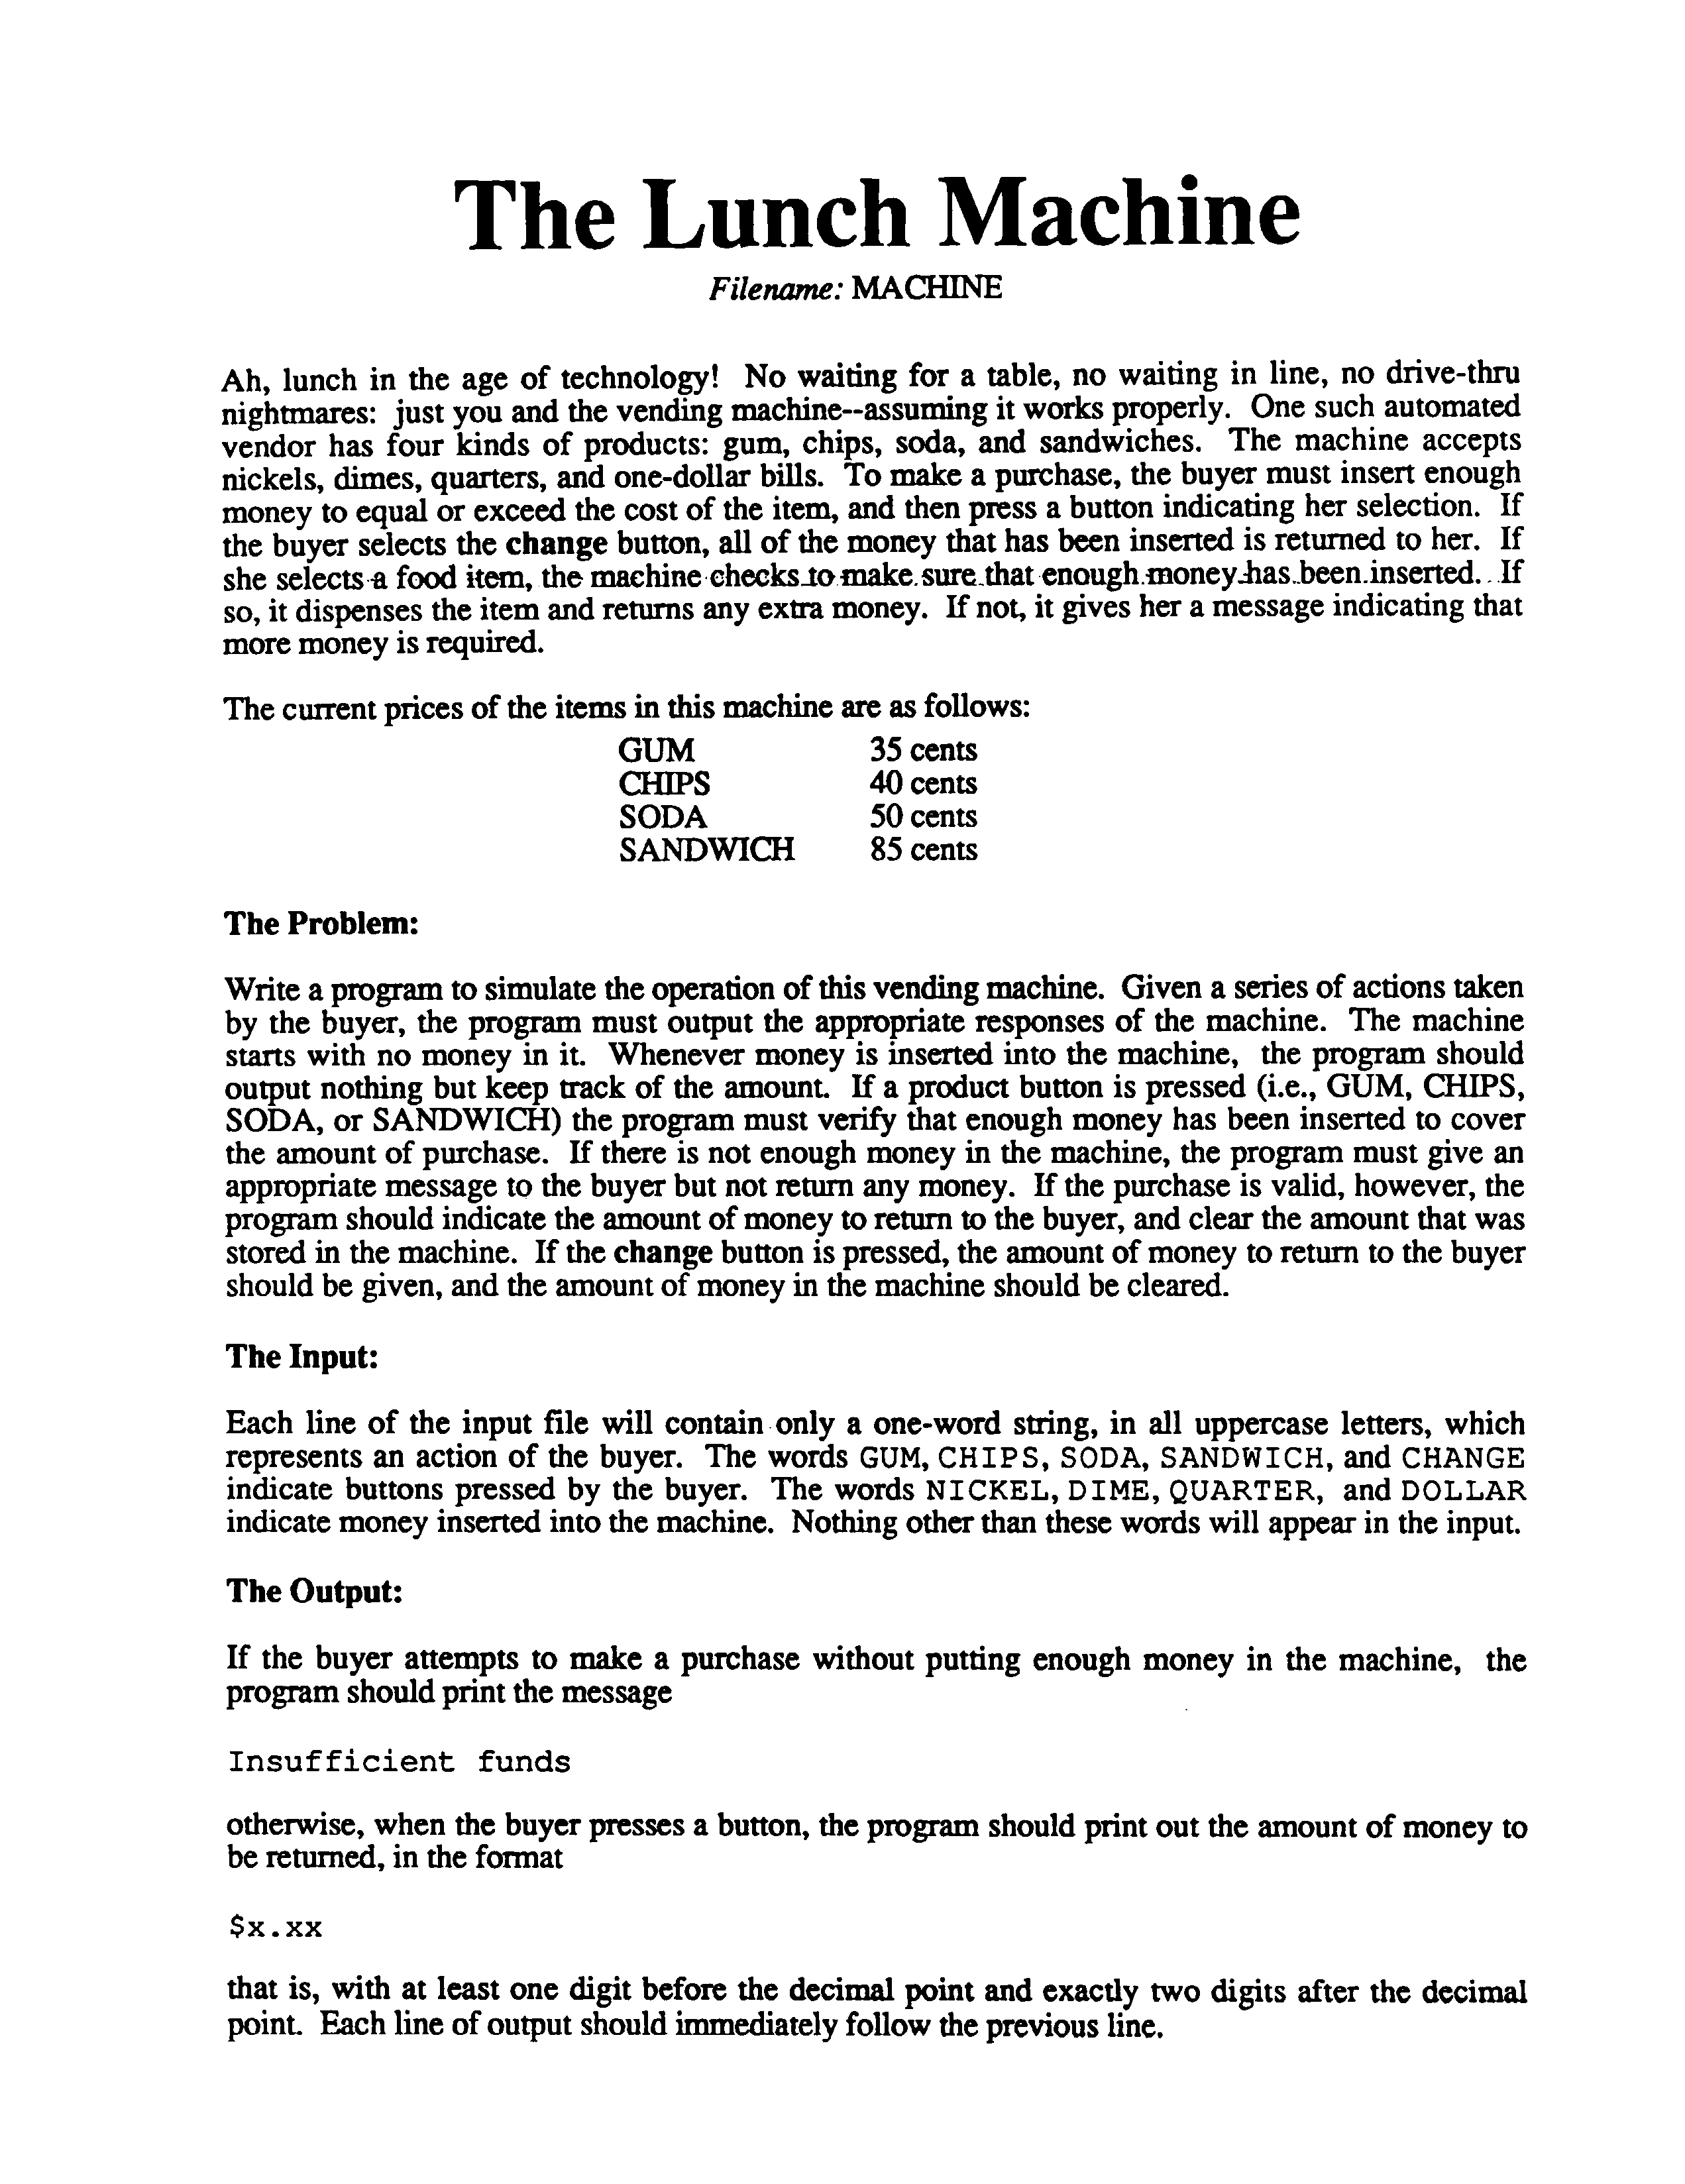 The Lunch Machine
Filename: MACHINE
Ah, lunch in the age of technology! No waiting for a table, no waiting in line, no drive-thru
nightmares: just you and the vending machine--assuming it works properly. One such automated
vendor has four kinds of products: gum, chips, soda, and sandwiches. The machine accepts
nickels, dimes, quarters, and one-dollar bills. To make a purchase, the buyer must insert enough
money to equal or exceed the cost of the item, and then press a button indicating her selection. If
the buyer selects the change button, all of the money that has been inserted is returned to her. If
she selects a food item, the machine checks to make sure that enough money has been inserted. If
so, it dispenses the item and returns any extra money. If not, it gives her a message indicating that
more money is required.
The current prices of the items in this machine are as follows:
GUM 35 cents
CHIPS 40 cents
SODA 50 cents
SANDWICH 85 cents
The Problem:
Write a program to simulate the operation of this vending machine. Given a series of actions taken
by the buyer, the program must output the appropriate responses of the machine. The machine
starts with no money in it. Whenever money is inserted into the machine, the program should
output nothing but keep track of the amount. If a product button is pressed (i.e., GUM, CHIPS,
SODA, or SANDWICH) the program must verify that enough money has been inserted to cover
the amount of purchase. If there is not enough money in the machine, the program must give an
appropriate message to the buyer but not return any money. If the purchase is valid, however, the
program should indicate the amount of money to return to the buyer, and clear the amount that was
stored in the machine. If the change button is pressed, the amount of money to return to the buyer
should be given, and the amount of money in the machine should be cleared.
The Input:
Each line of the input file will contain only a one-word string, in all uppercase letters, which
represents an action of the buyer. The words GUM, CHIPS, SODA, SANDWICH, and CHANGE
indicate buttons pressed by the buyer. The words NICKEL, DIME, QUARTER, and DOLLAR
indicate money inserted into the machine. Nothing other than these words will appear in the input.
The Output:
If the buyer attempts to make a purchase without putting enough money in the machine, the
program should print the message
Insufficient funds
otherwise, when the buyer presses a button, the program should print out the amount of money to
be returned, in the format
$x.xx
that is, with at least one digit before the decimal point and exactly two digits after the decimal
point. Each line of output should immediately follow the previous line.